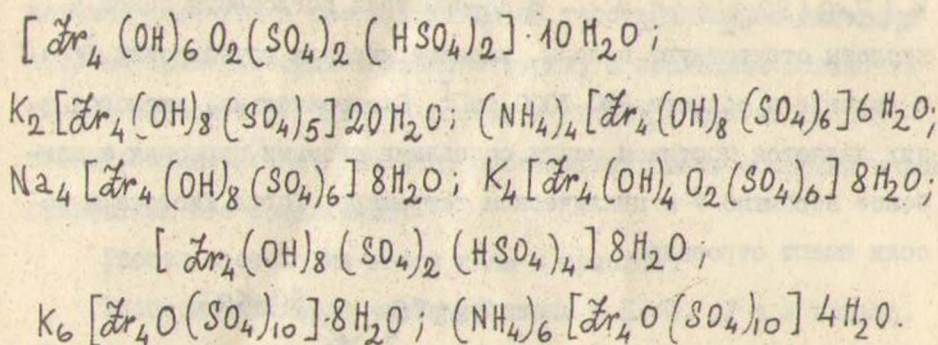 [Zr₄(OH)₆O₂(SO₄)₂(HSO₄)₂]·10H₂O;
K₂[Zr₄(OH)₈(SO₄)₅]20H₂O; (NH₄)₄[Zr₄(OH)₈(SO₄)₆]6H₂O;
Na₄[Zr₄(OH)₈(SO₄)₆]8H₂O; K₄[Zr₄(OH)₄O₂(SO₄)₆]8H₂O;
[Zr₄(OH)₈(SO₄)₂(HSO₄)₄]8H₂O;
K₆[Zr₄O(SO₄)₁₀]8H₂O; (NH₄)₆[Zr₄O(SO₄)₁₀]4H₂O.